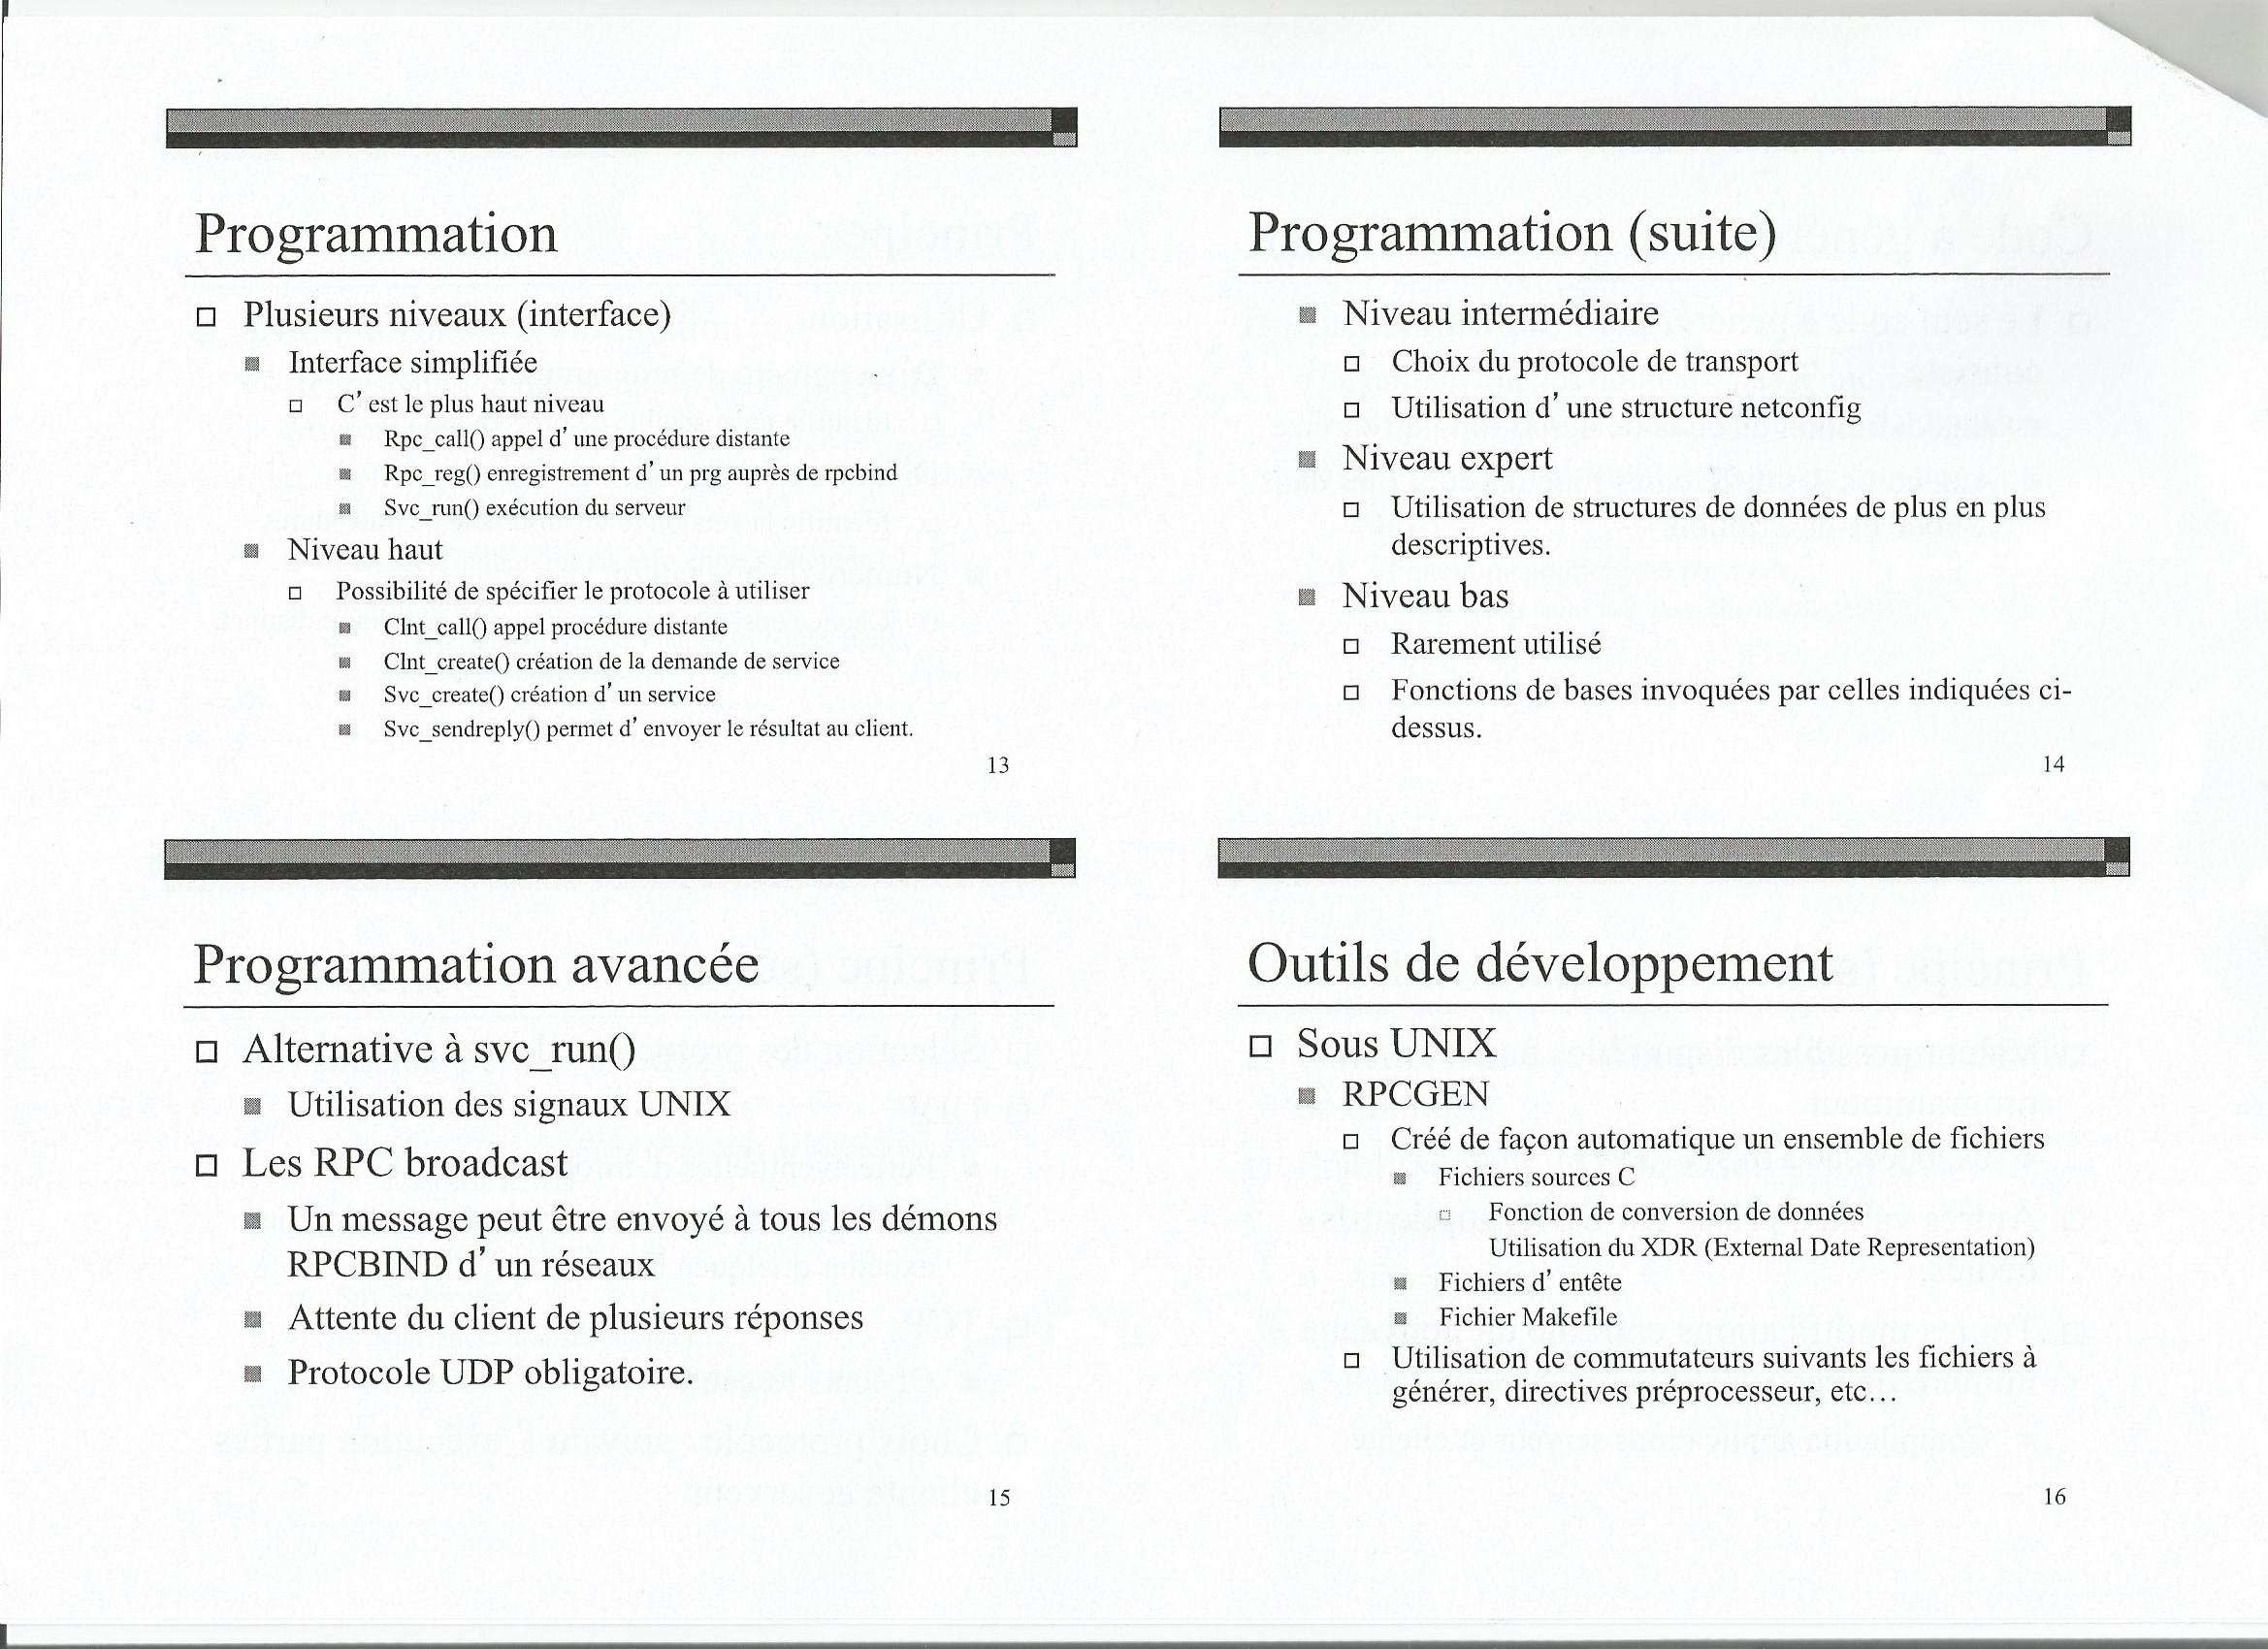 Programmation
Plusieurs niveaux (interface)
Interface simplifiée
C’ est le plus haut niveau
Rpc_call() appel d’ une procédure distante
Rpc_reg() enregistrement d’ un prg auprès de rpcbind
Svc_run() exécution du serveur
Niveau haut
Possibilité de spécifier le protocole à utiliser
Clnt_call() appel procédure distante
Clnt_create() création de la demande de service
Svc_create() création d’ un service
Svc_sendreply() permet d’ envoyer le résultat au client.
13
Programmation (suite)
Niveau intermédiaire
Choix du protocole de transport
Utilisation d’ une structure netconfig
Niveau expert
Utilisation de structures de données de plus en plus
descriptives.
Niveau bas
Rarement utilisé
Fonctions de bases invoquées par celles indiquées ci-
dessus.
14
Programmation avancée
Alternative à svc_run()
Utilisation des signaux UNIX
Les RPC broadcast
Un message peut être envoyé à tous les démons
RPCBIND d’ un réseaux
Attente du client de plusieurs réponses
Protocole UDP obligatoire.
15
Outils de développement
Sous UNIX
RPCGEN
Créé de façon automatique un ensemble de fichiers
Fichiers sources C
Fonction de conversion de données
Utilisation du XDR (External Date Representation)
Fichiers d’ entête
Fichier Makefile
Utilisation de commutateurs suivants les fichiers à
générer, directives préprocesseur, etc…
16